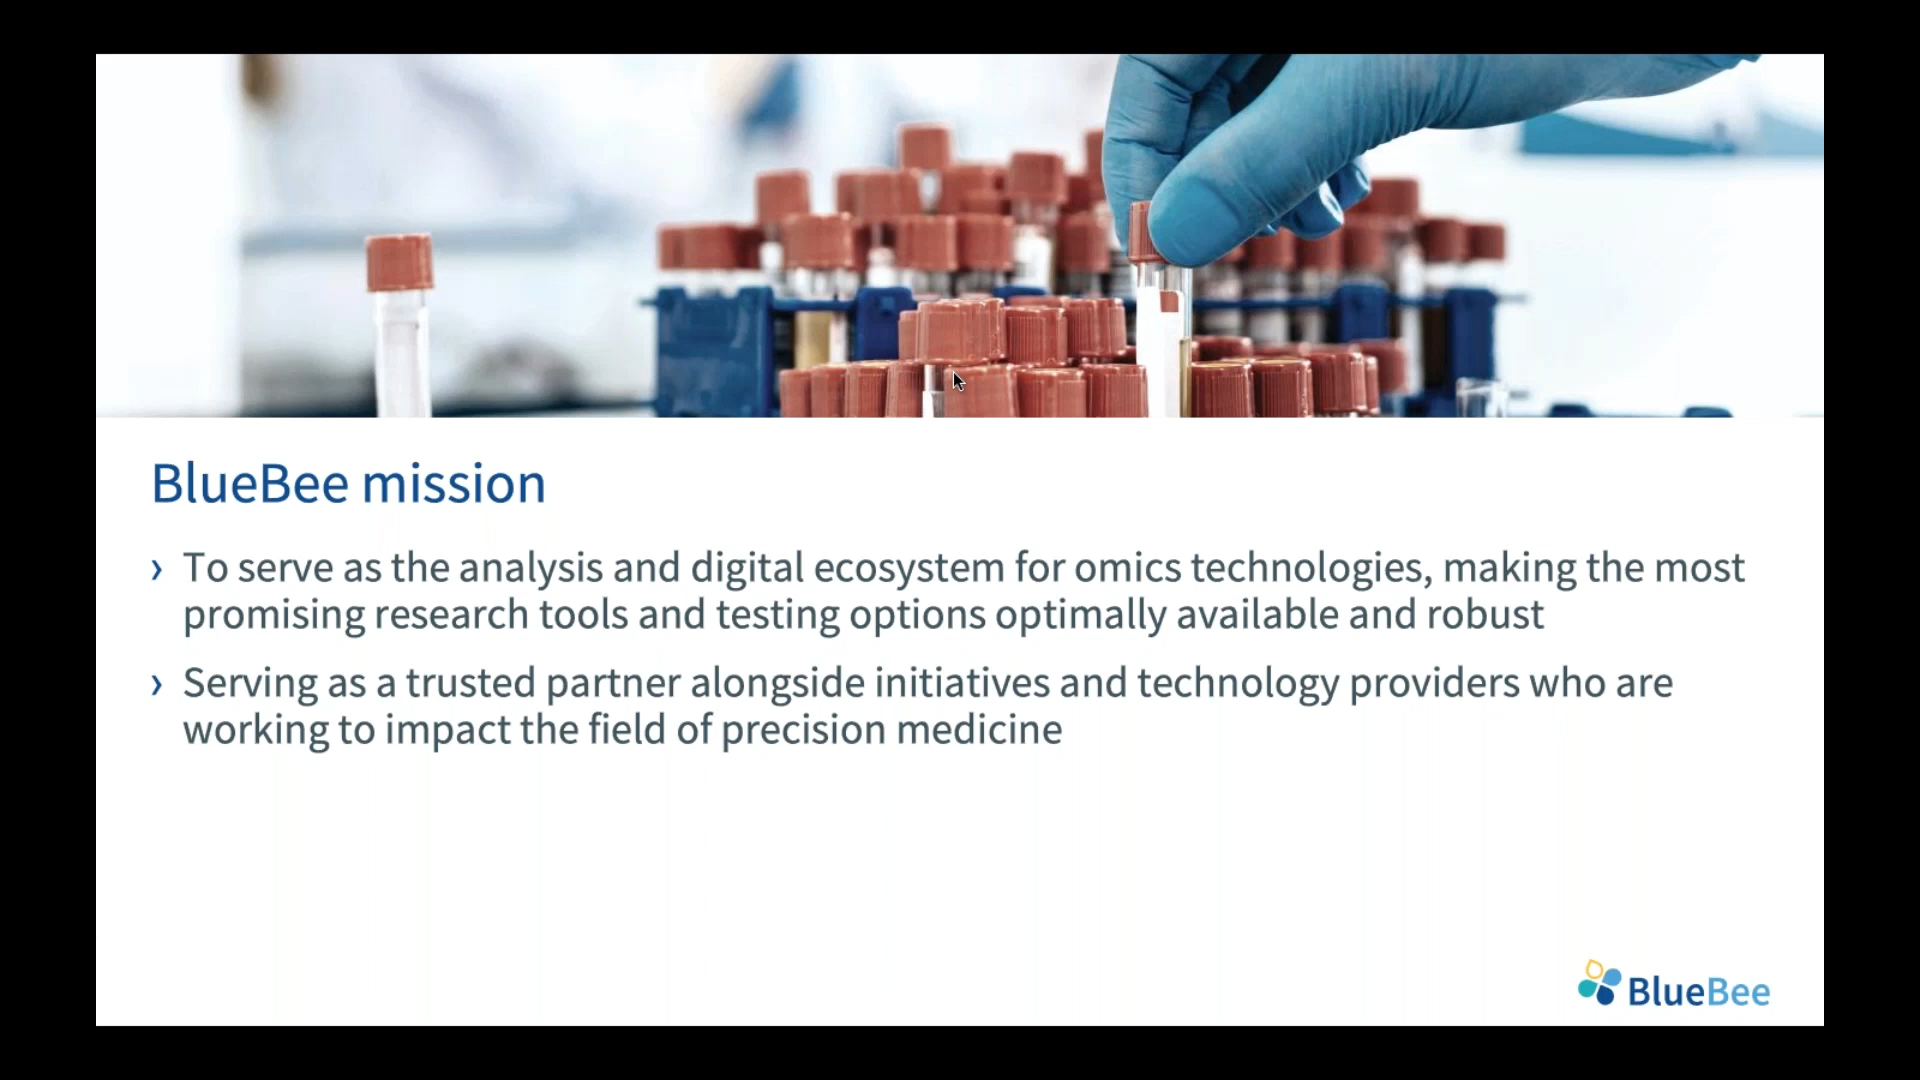 BlueBee mission
› To serve as the analysis and digital ecosystem for omics technologies, making the most
promising research tools and testing options optimally available and robust
› Serving as a trusted partner alongside initiatives and technology providers who are
working to impact the field of precision medicine
BlueBee